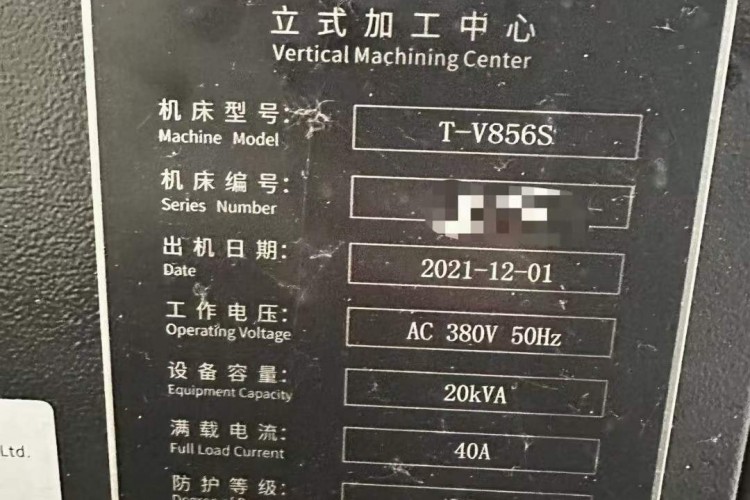 立式加工中心
Vertical Machining Center
机床型号: T-V856S
Machine Model
机床编号:
Series Number
出机日期: 2021-12-01
Date
工作电压: AC 380V 50Hz
Operating Voltage
设备容量: 20kVA
Equipment Capacity
满载电流: 40A
Full Load Current
Ltd.
防护等级: